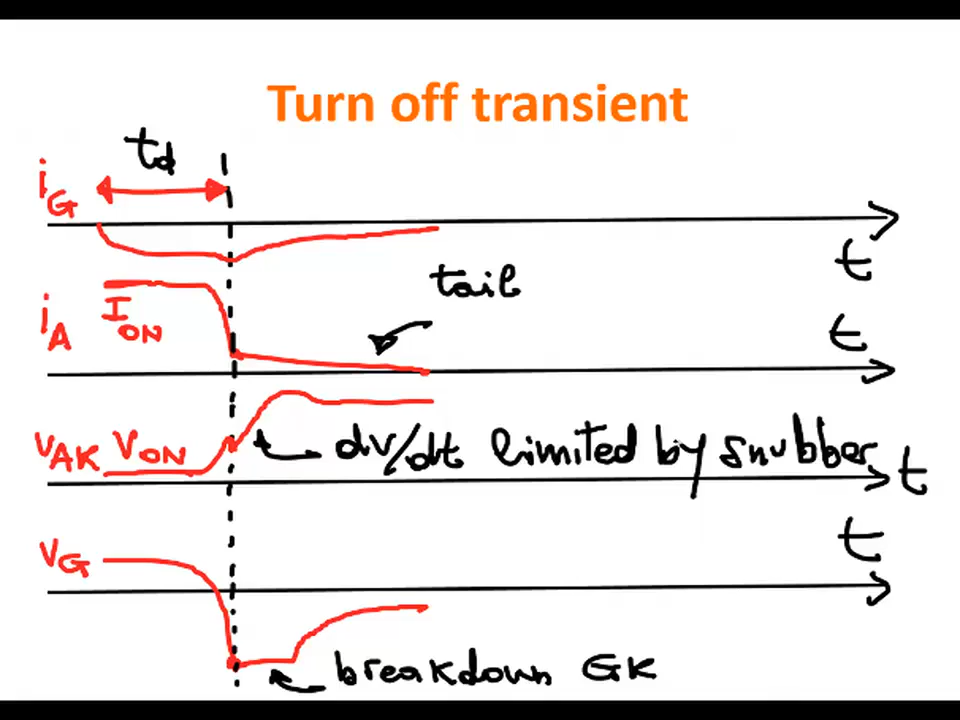 Turn off transient
td
iG
t
tail
iA ION
t
vAK VON dv/dt limited by snubber t
t
vG
breakdown GK